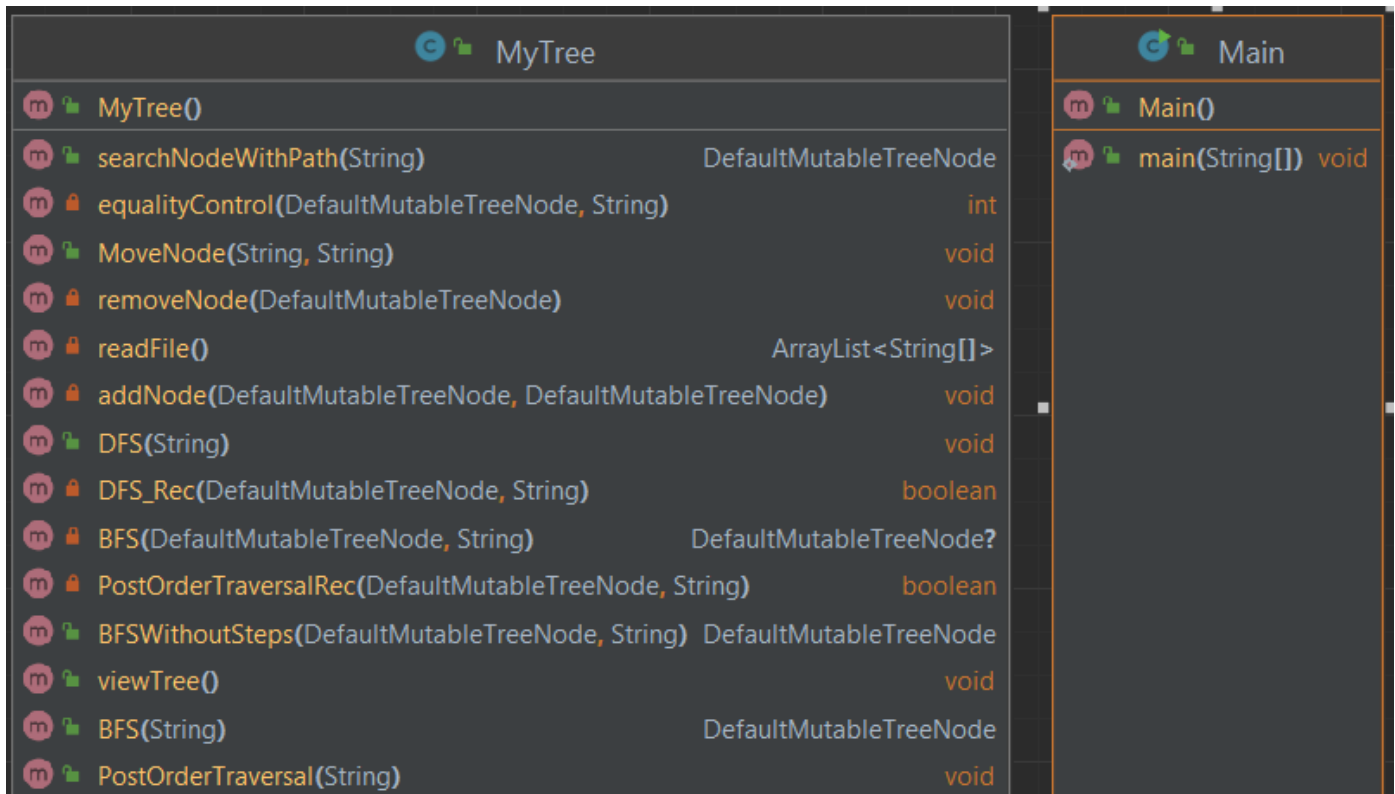 MyTree
MyTree()
searchNodeWithPath(String) DefaultMutableTreeNode
equalityControl(DefaultMutableTreeNode, String) int
MoveNode(String, String) void
removeNode(DefaultMutableTreeNode) void
readFile() ArrayList<String[]>
addNode(DefaultMutableTreeNode, DefaultMutableTreeNode) void
DFS(String) void
DFS_Rec(DefaultMutableTreeNode, String) boolean
BFS(DefaultMutableTreeNode, String) DefaultMutableTreeNode?
PostOrderTraversalRec(DefaultMutableTreeNode, String) boolean
BFSWithoutSteps(DefaultMutableTreeNode, String) DefaultMutableTreeNode
viewTree() void
BFS(String) DefaultMutableTreeNode
PostOrderTraversal(String) void
Main
Main()
main(String[]) void